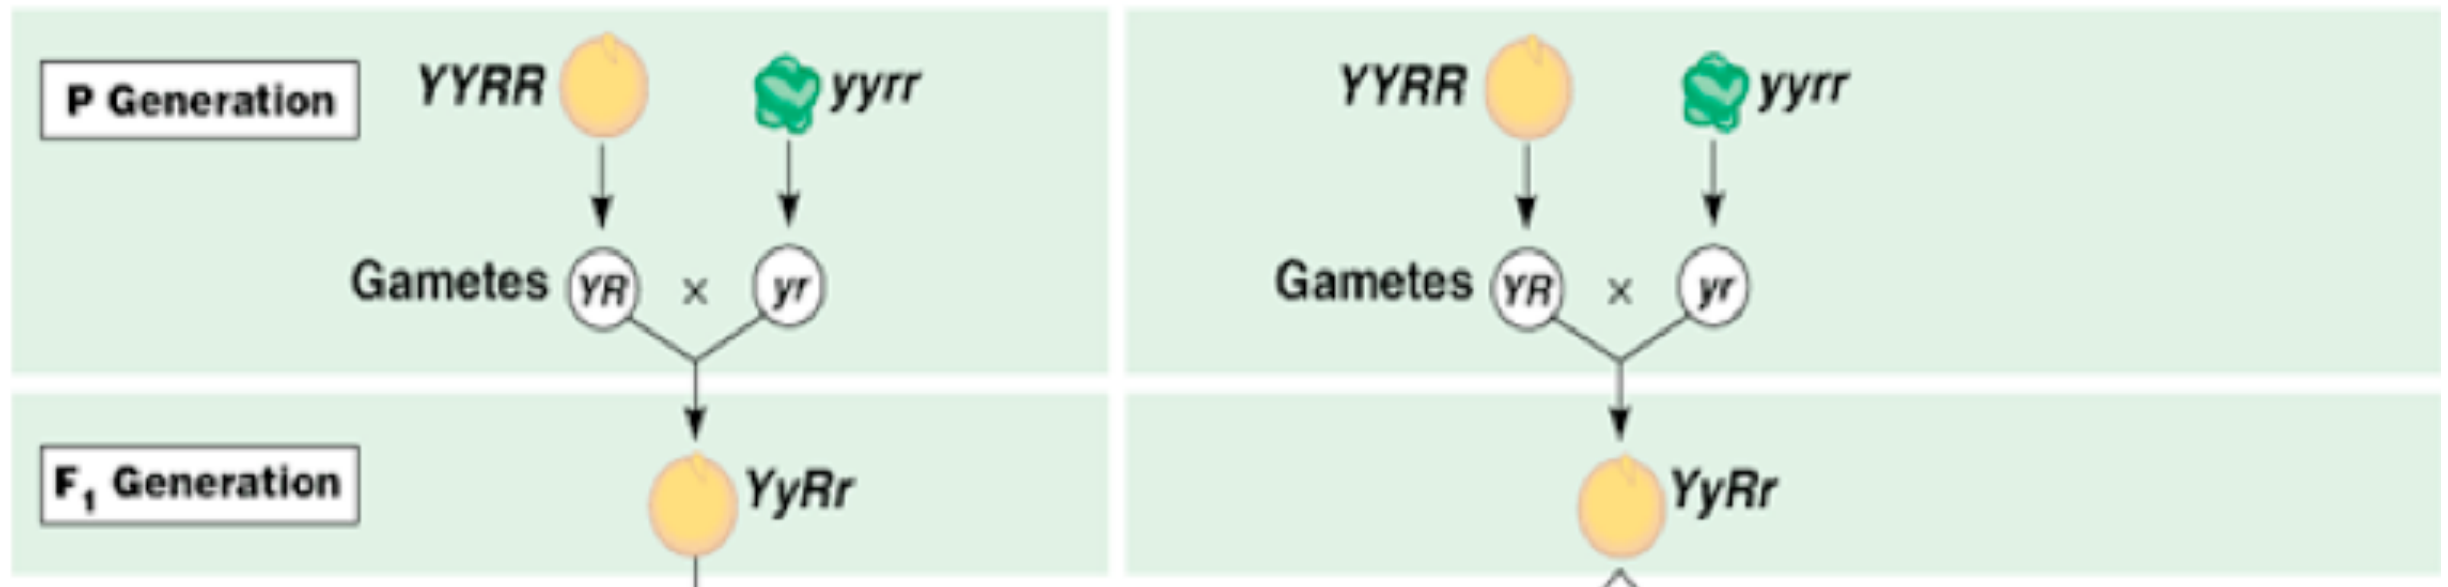 P Generation
YYRR
yyrr
Gametes
YR
x
yr
F1 Generation
YyRr
YYRR
yyrr
Gametes
YR
x
yr
YyRr